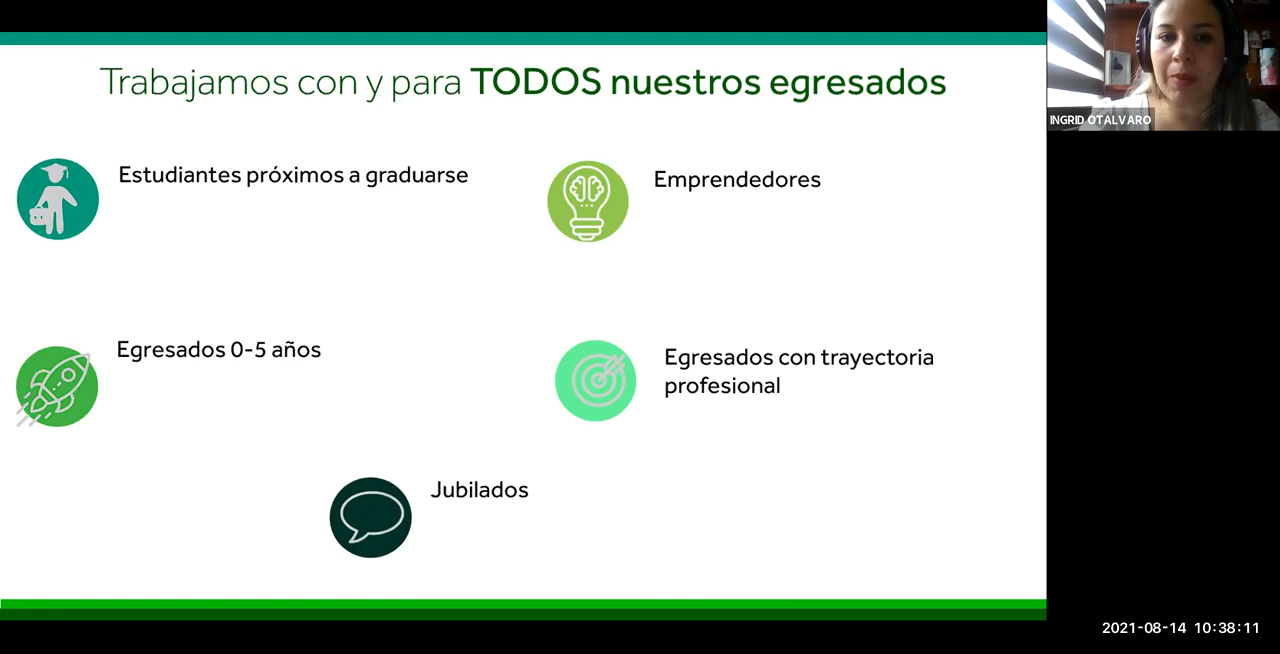 Trabajamos con y para TODOS nuestros egresados
INGRID OTALVARO
Estudiantes próximos a graduarse
Emprendedores
Egresados 0-5 años
Egresados con trayectoria
profesional
Jubilados
2021-08-14 10:38:11